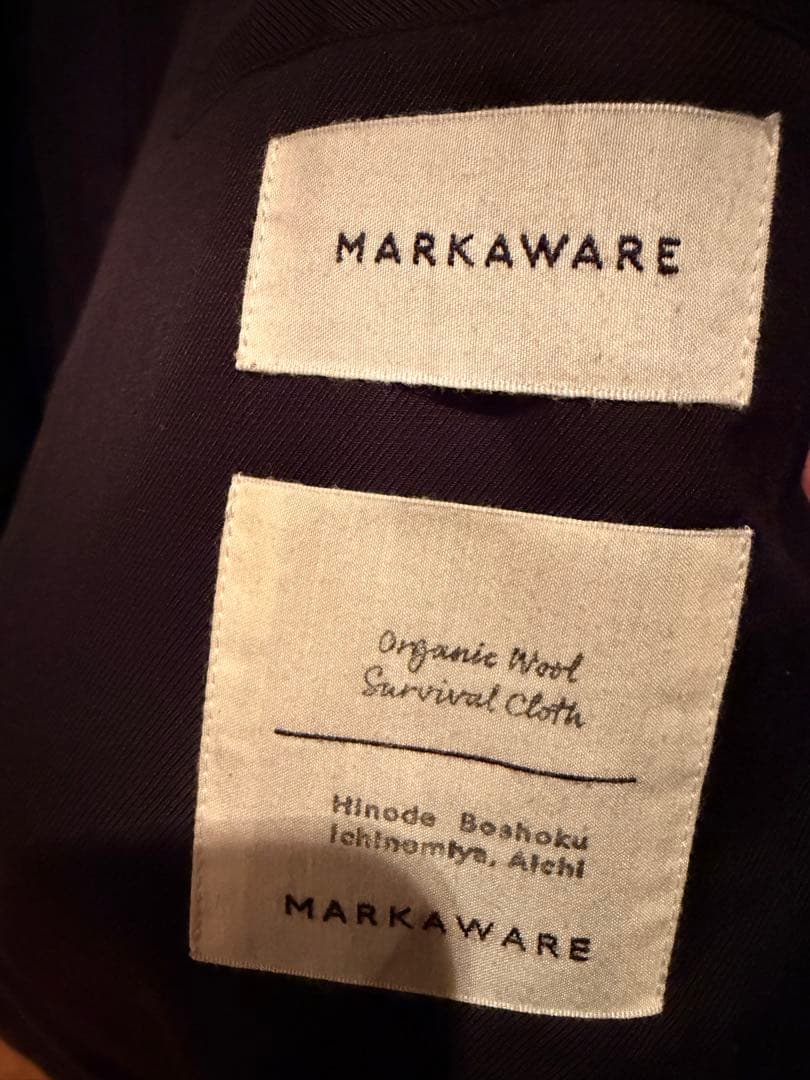 MARKAWARE
Organic Wool
Survival Cloth
Hinode Boshoku
Ichinomiya, Aichi
MARKAWARE